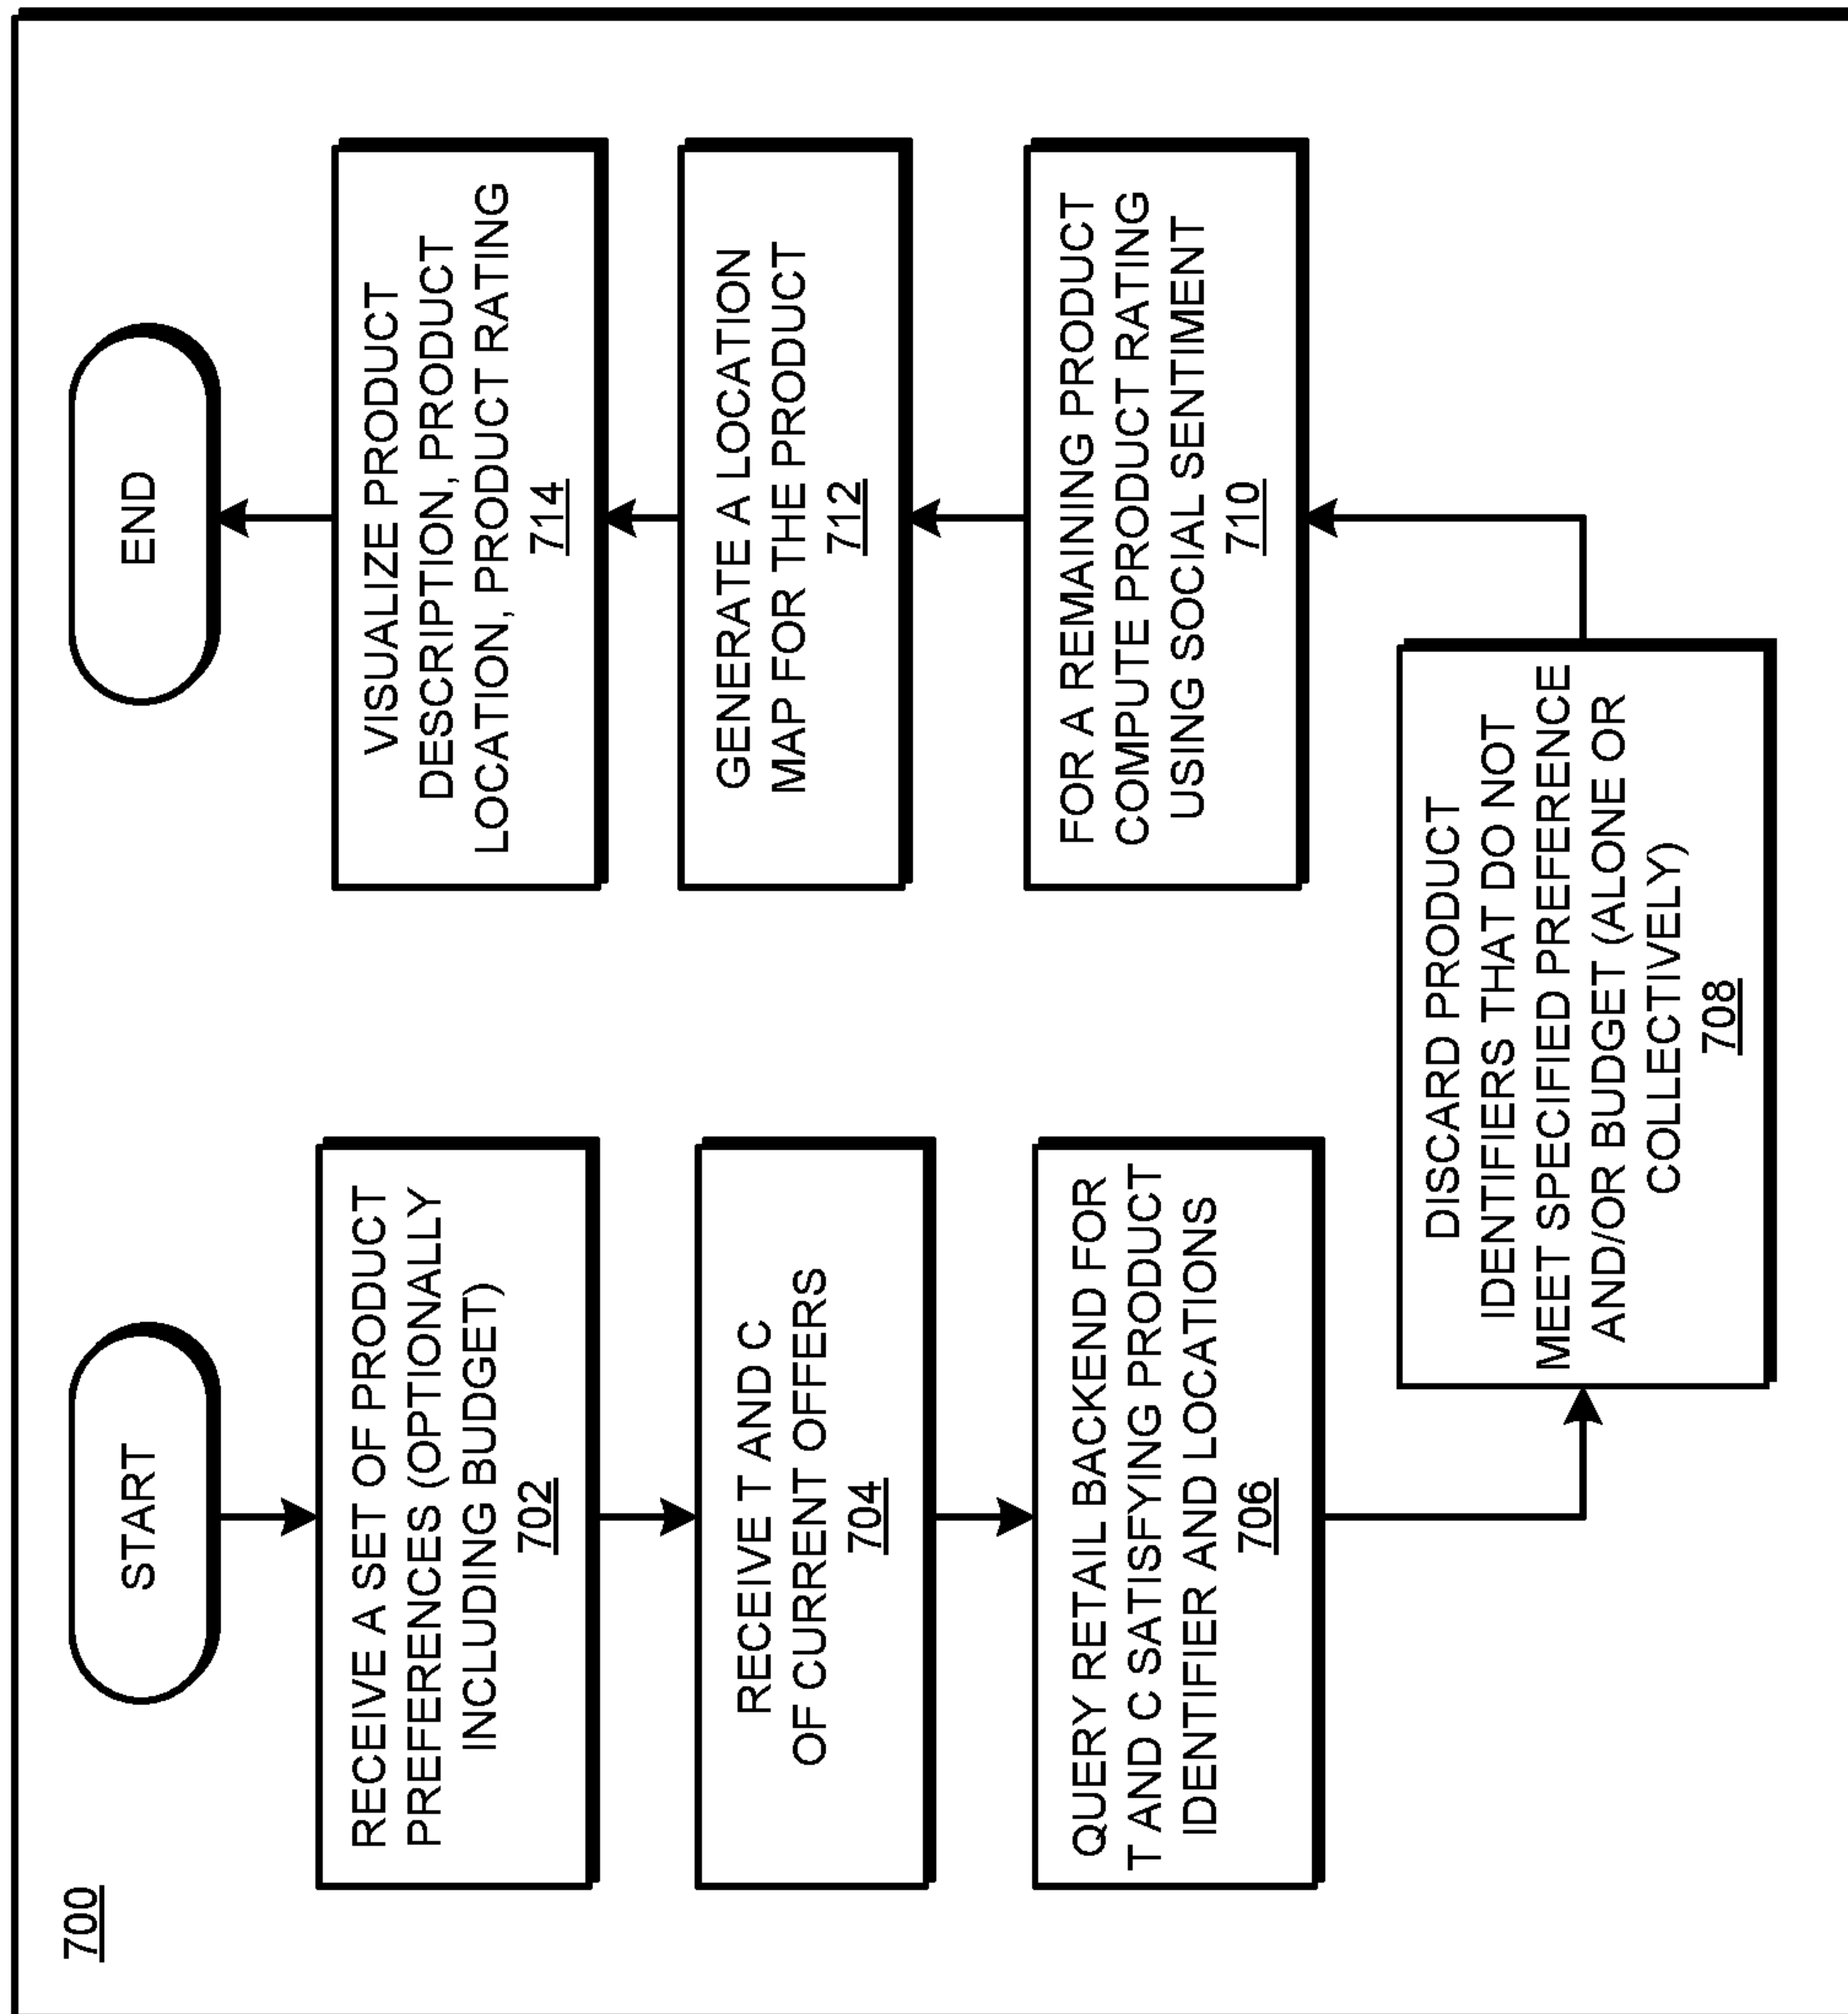 700
START
RECEIVE A SET OF PRODUCT
PREFERENCES (OPTIONALLY
INCLUDING BUDGET)
702
RECEIVE T AND C
OF CURRENT OFFERS
704
QUERY RETAIL BACKEND FOR
T AND C SATISFYING PRODUCT
IDENTIFIER AND LOCATIONS
706
DISCARD PRODUCT
IDENTIFIERS THAT DO NOT
MEET SPECIFIED PREFERENCE
AND/OR BUDGET (ALONE OR
COLLECTIVELY)
708
FOR A REMAINING PRODUCT
COMPUTE PRODUCT RATING
USING SOCIAL SENTIMENT
710
GENERATE A LOCATION
MAP FOR THE PRODUCT
712
VISUALIZE PRODUCT
DESCRIPTION, PRODUCT
LOCATION, PRODUCT RATING
714
END